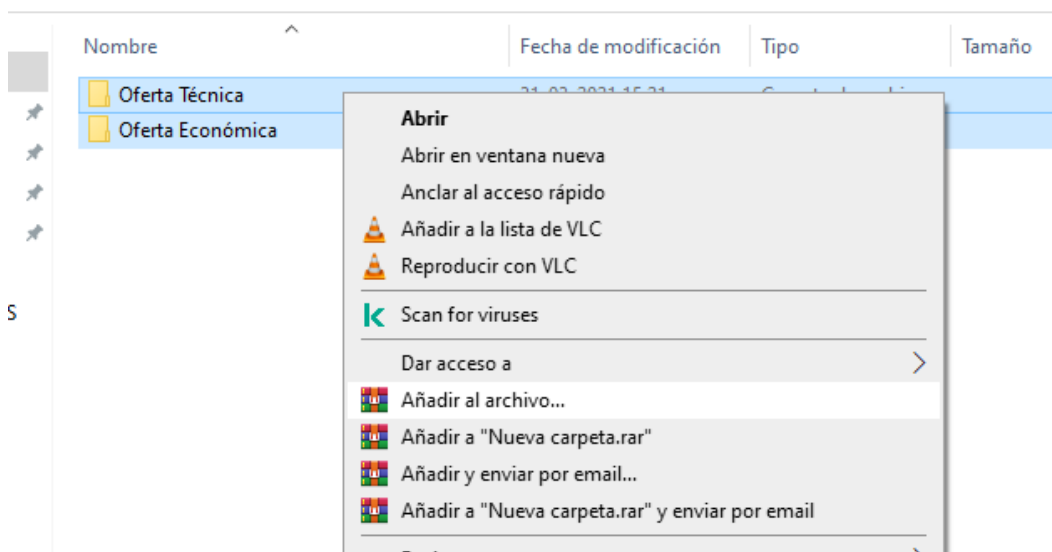 Nombre Fecha de modificación Tipo Tamaño
Oferta Técnica
Oferta Económica
Abrir
Abrir en ventana nueva
Anclar al acceso rápido
Añadir a la lista de VLC
Reproducir con VLC
S
Scan for viruses
Dar acceso a
Añadir al archivo...
Añadir a "Nueva carpeta.rar"
Añadir y enviar por email...
Añadir a "Nueva carpeta.rar" y enviar por email